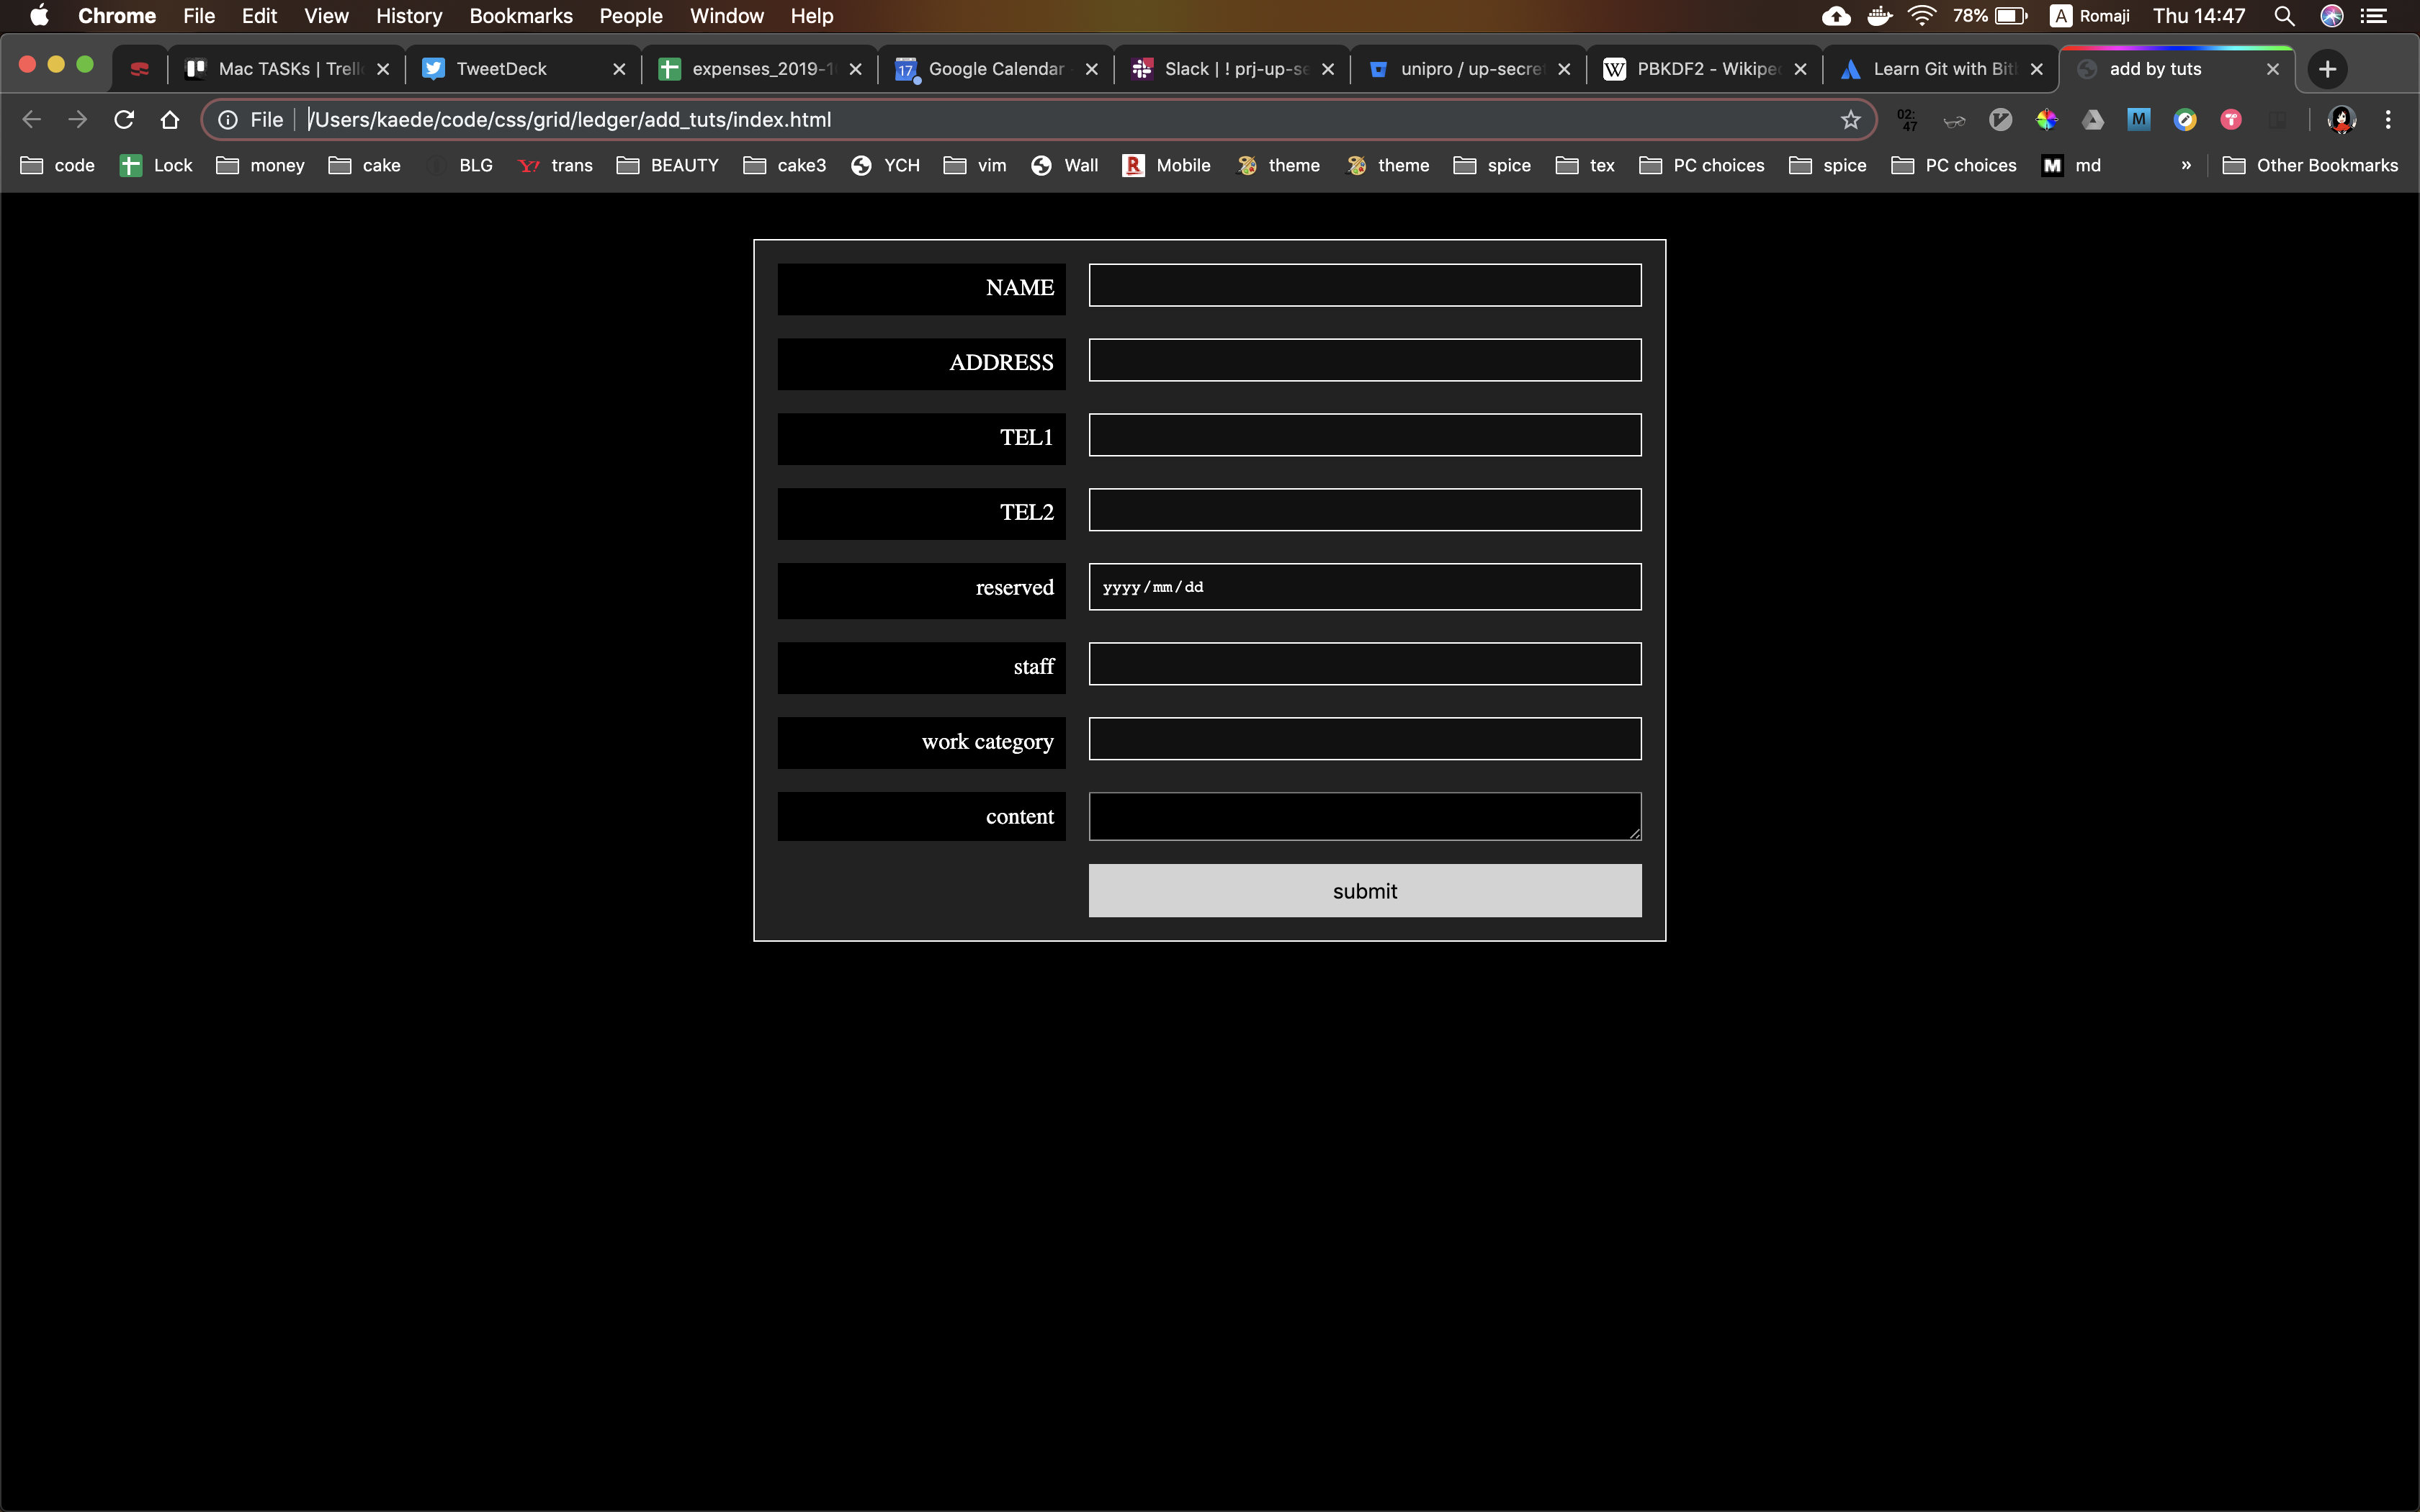 Chrome File Edit View History Bookmarks People Window Help 78% A Romaji Thu 14:47
Mac TASKs | Trell TweetDeck expenses_2019-1 17 Google Calendar Slack | ! prj-up-se unipro / up-secre W PBKDF2 - Wikipe Learn Git with Bit add by tuts
File /Users/kaede/code/css/grid/ledger/add_tuts/index.html 02:47 M
code Lock money cake BLG Y! trans BEAUTY cake3 YCH vim Wall R Mobile theme theme spice tex PC choices spice PC choices M md » Other Bookmarks
NAME
ADDRESS
TEL1
TEL2
reserved yyyy/mm/dd
staff
work category
content
submit